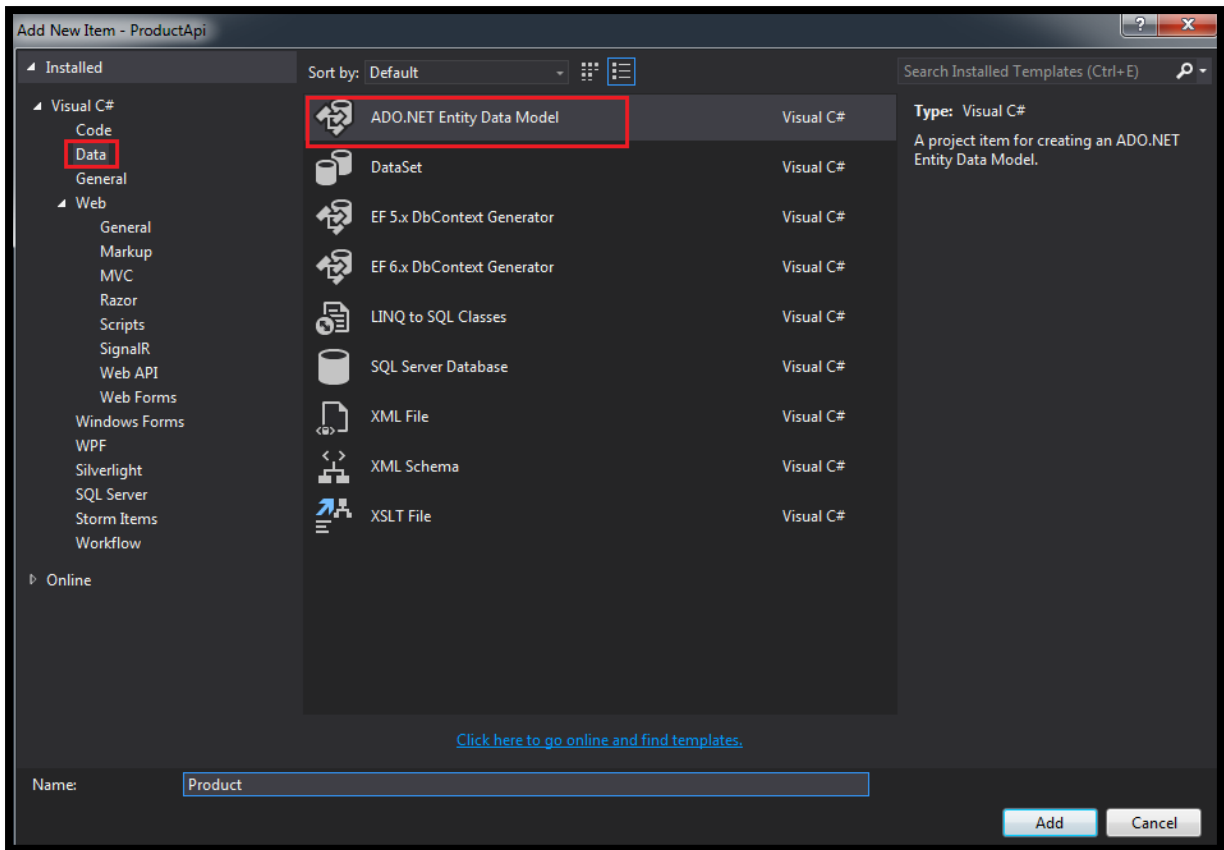 Add New Item - ProductApi
?
X
Installed
Sort by: Default
Search Installed Templates (Ctrl+E)
Visual C#
Code
Data
General
Web
General
Markup
MVC
Razor
Scripts
SignalR
Web API
Web Forms
Windows Forms
WPF
Silverlight
SQL Server
Storm Items
Workflow
Online
ADO.NET Entity Data Model Visual C#
DataSet Visual C#
EF 5.x DbContext Generator Visual C#
EF 6.x DbContext Generator Visual C#
LINQ to SQL Classes Visual C#
SQL Server Database Visual C#
XML File Visual C#
XML Schema Visual C#
XSLT File Visual C#
Type: Visual C#
A project item for creating an ADO.NET
Entity Data Model.
Click here to go online and find templates.
Name: Product
Add Cancel